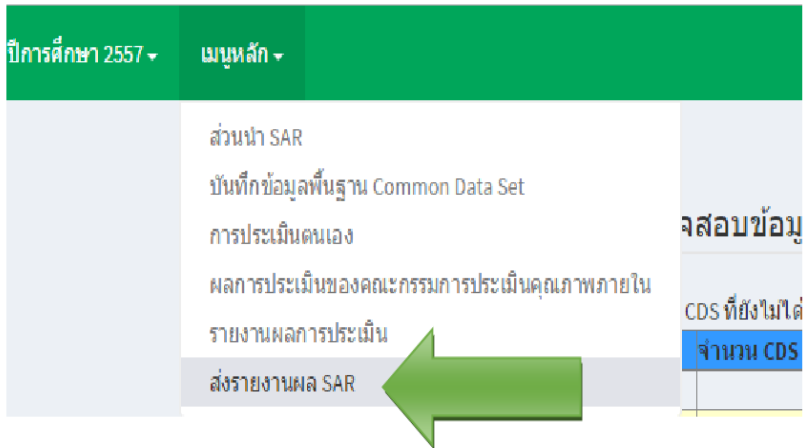 ปีการศึกษา 2557 เมนูหลัก
ส่วนนำ SAR
บันทึกข้อมูลพื้นฐาน Common Data Set
การประเมินตนเอง
จสอบข้อมู
ผลการประเมินของคณะกรรมการประเมินคุณภาพภายใน
CDS ที่ยังไม่ได้
รายงานผลการประเมิน
จำนวน CDS
ส่งรายงานผล SAR